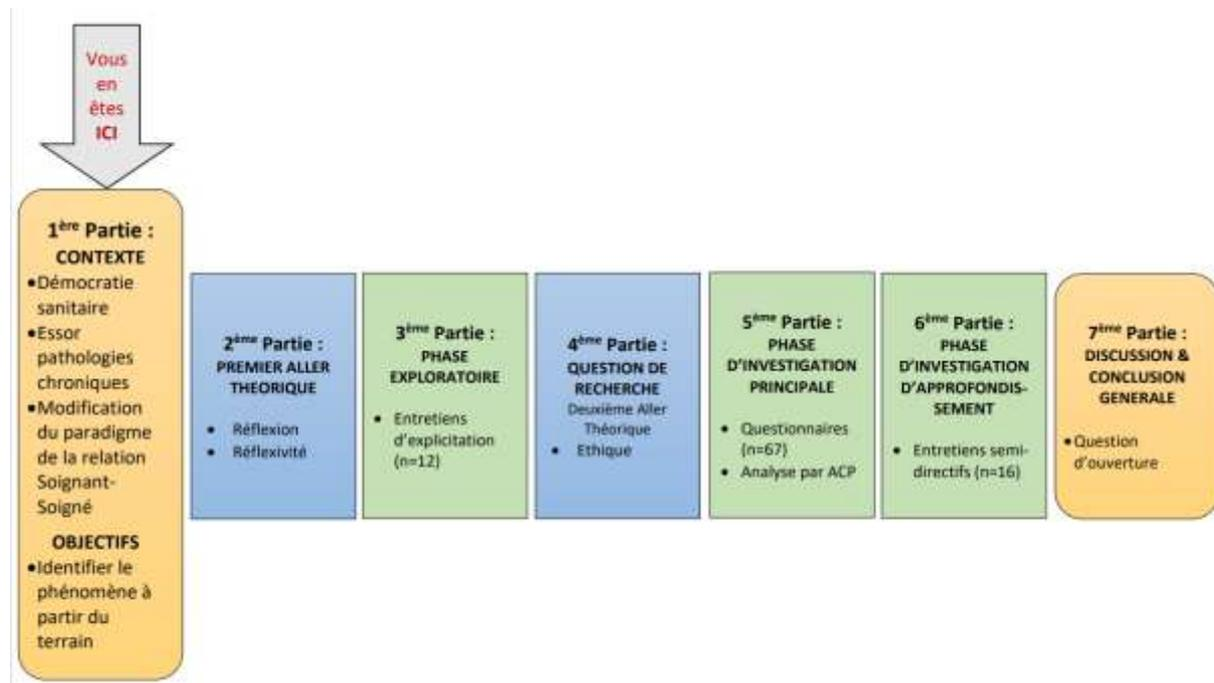 Vous
en
êtes
ICI
1ère Partie :
CONTEXTE
•Démocratie
sanitaire
•Essor
pathologies
chroniques
•Modification
du paradigme
de la relation
Soignant-
Soigné
OBJECTIFS
•Identifier le
phénomène à
partir du
terrain
2ème Partie :
PREMIER ALLER
THEORIQUE
• Réflexion
• Réflexivité
3ème Partie :
PHASE
EXPLORATOIRE
• Entretiens
d'explicitation
(n=12)
4ème Partie :
QUESTION DE
RECHERCHE
Deuxième Aller
Théorique
• Ethique
5ème Partie :
PHASE
D'INVESTIGATION
PRINCIPALE
• Questionnaires
(n=67)
• Analyse par ACP
6ème Partie :
PHASE
D'INVESTIGATION
D'APPROFONDIS-
SEMENT
• Entretiens semi-
directifs (n=16)
7ème Partie :
DISCUSSION &
CONCLUSION
GENERALE
•Question
d'ouverture